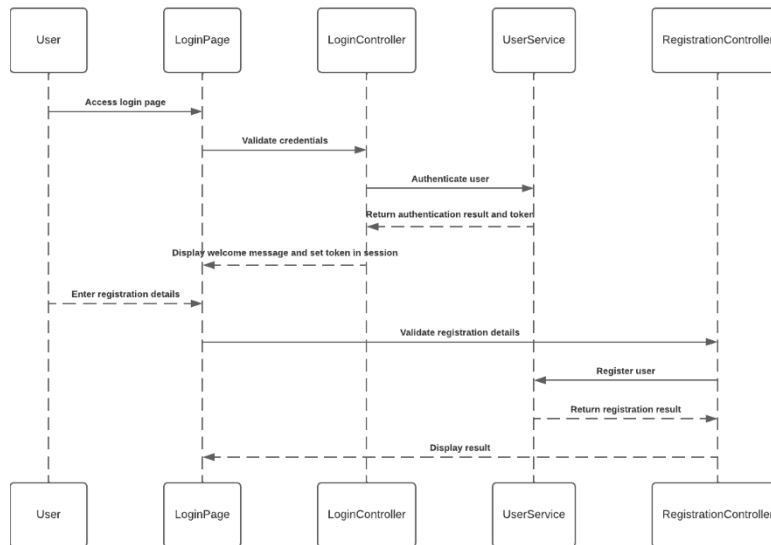 User
LoginPage
LoginController
UserService
RegistrationController
Access login page
Validate credentials
Authenticate user
Return authentication result and token
Display welcome message and set token in session
Enter registration details
Validate registration details
Register user
Return registration result
Display result
User
LoginPage
LoginController
UserService
RegistrationController